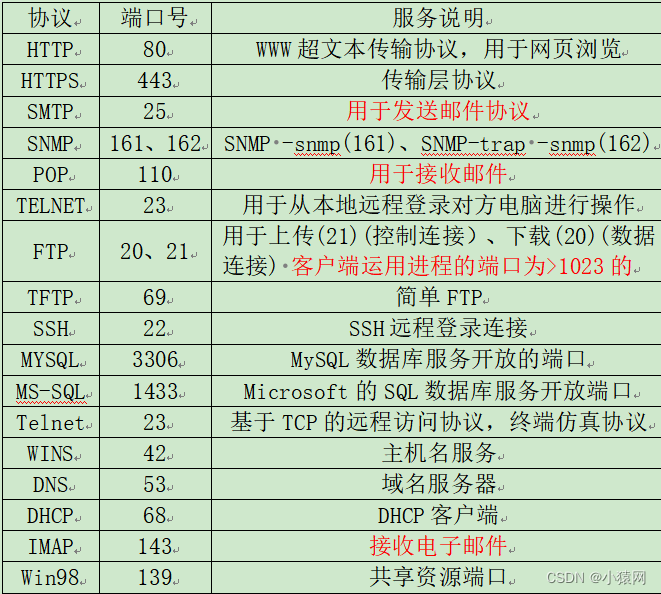 协议 端口号 服务说明
HTTP 80 WWW 超文本传输协议，用于网页浏览
HTTPS 443 传输层协议
SMTP 25 用于发送邮件协议
SNMP 161、162 SNMP -snmp(161)、SNMP-trap -snmp(162)
POP 110 用于接收邮件
TELNET 23 用于从本地远程登录对方电脑进行操作
FTP 20、21 用于上传(21)(控制连接）、下载(20)(数据
连接) 客户端运用进程的端口为>1023 的
TFTP 69 简单 FTP
SSH 22 SSH 远程登录连接
MYSQL 3306 MySQL 数据库服务开放的端口
MS-SQL 1433 Microsoft 的 SQL 数据库服务开放端口
Telnet 23 基于 TCP 的远程访问协议，终端仿真协议
WINS 42 主机名服务
DNS 53 域名服务器
DHCP 68 DHCP 客户端
IMAP 143 接收电子邮件
Win98 139 共享资源端口
CSDN @小猿网